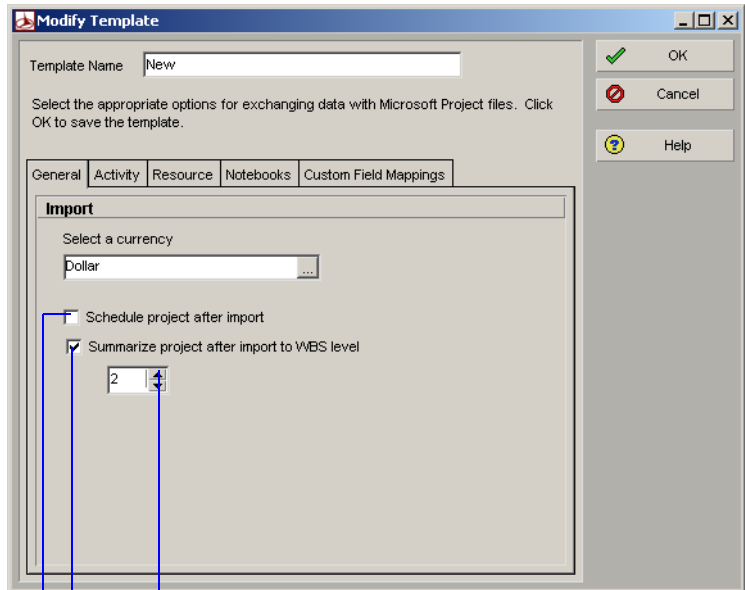 Modify Template
Template Name New
Select the appropriate options for exchanging data with Microsoft Project files. Click
OK to save the template.
OK
Cancel
Help
General Activity Resource Notebooks Custom Field Mappings
Import
Select a currency
Dollar ...
Schedule project after import
Summarize project after import to WBS level
2